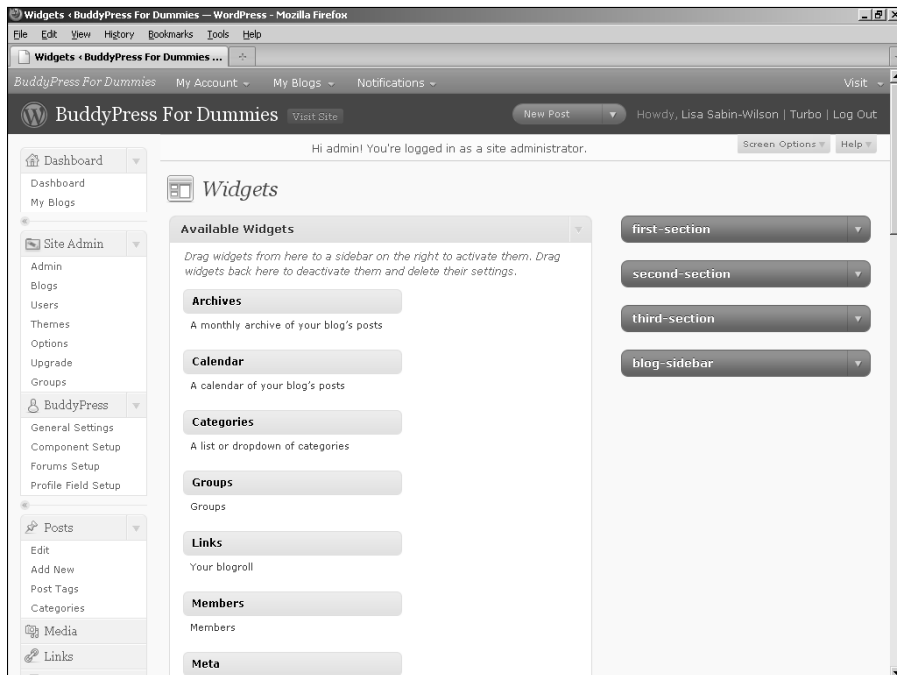 Widgets ‹ BuddyPress For Dummies — WordPress - Mozilla Firefox
File Edit View History Bookmarks Tools Help
Widgets ‹ BuddyPress For Dummies ...
BuddyPress For Dummies My Account My Blogs Notifications Visit
BuddyPress For Dummies Visit Site New Post Howdy, Lisa Sabin-Wilson | Turbo | Log Out
Hi admin! You're logged in as a site administrator.
Screen Options Help
Dashboard
Dashboard
My Blogs
Site Admin
Admin
Blogs
Users
Themes
Options
Upgrade
Groups
BuddyPress
General Settings
Component Setup
Forums Setup
Profile Field Setup
Posts
Edit
Add New
Post Tags
Categories
Media
Links
Widgets
Available Widgets
Drag widgets from here to a sidebar on the right to activate them. Drag
widgets back here to deactivate them and delete their settings.
Archives
A monthly archive of your blog's posts
Calendar
A calendar of your blog's posts
Categories
A list or dropdown of categories
Groups
Groups
Links
Your blogroll
Members
Members
Meta
first-section
second-section
third-section
blog-sidebar